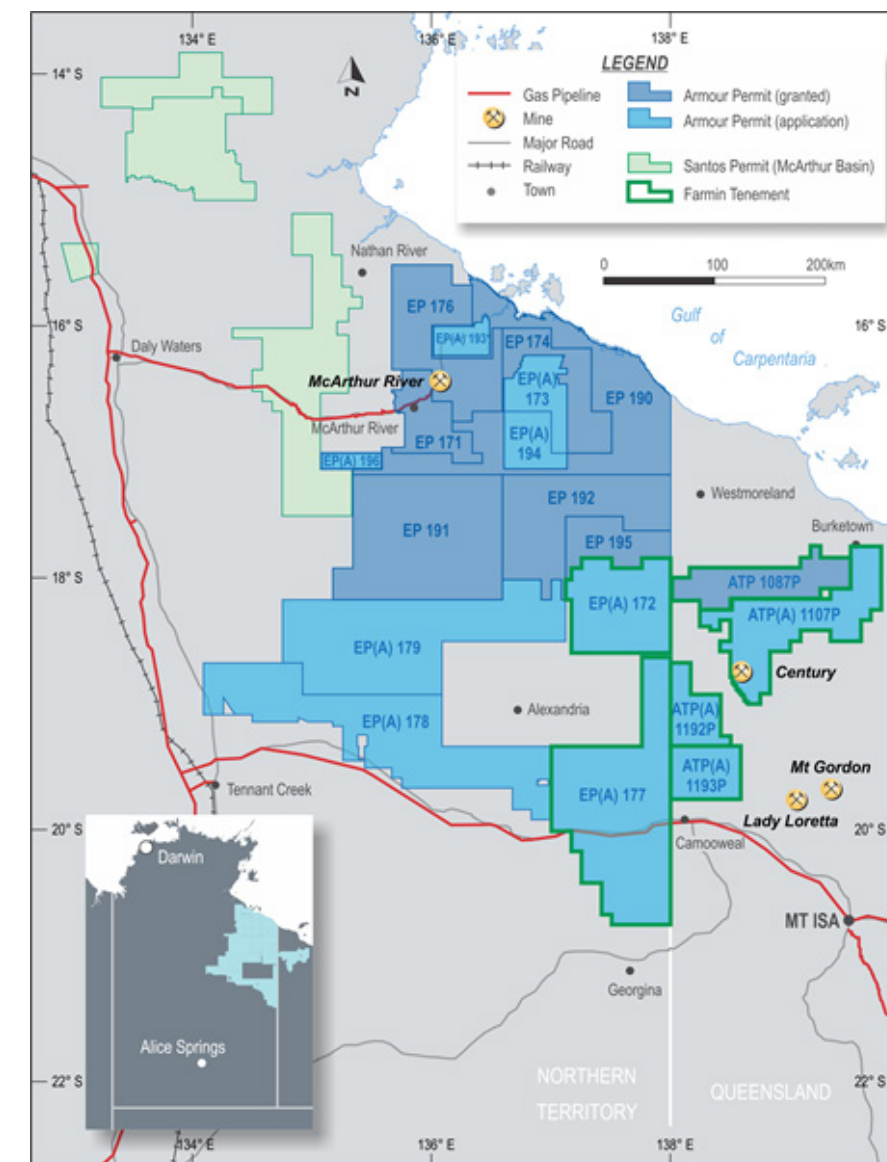 134° E
136° E
138° E
14° S
N
LEGEND
Gas Pipeline
Mine
Major Road
Railway
Town
Armour Permit (granted)
Armour Permit (application)
Santos Permit (McArthur Basin)
Farmin Tenement
0
100
200km
Nathan River
Gulf
of
Carpentaria
16° S
16° S
EP 176
EP(A) 193
EP 174
Daly Waters
McArthur River
EP(A)
173
EP 190
McArthur River
EP 171
EP(A)
194
EP(A) 196
EP 192
Westmoreland
EP 191
Burketown
EP 195
18° S
18° S
ATP 1087P
EP(A) 172
ATP(A) 1107P
EP(A) 179
Century
Alexandria
ATP(A)
1192P
EP(A) 178
ATP(A)
1193P
Mt Gordon
EP(A) 177
Lady Loretta
Tennant Creek
20° S
20° S
Camooweal
Darwin
MT ISA
Georgina
Alice Springs
NORTHERN
TERRITORY
QUEENSLAND
22° S
22° S
134° E
136° E
138° E